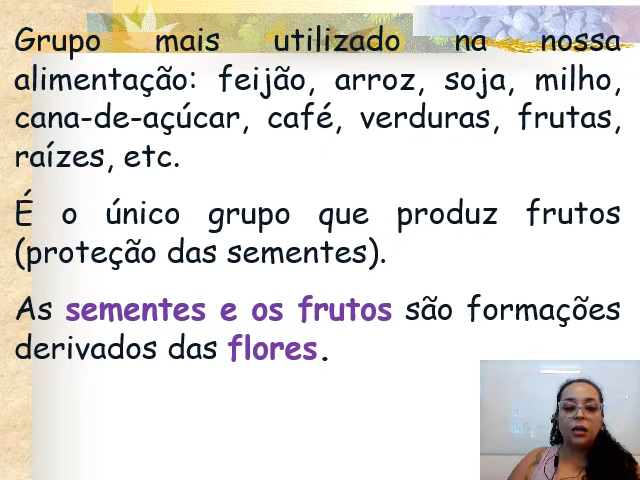 Grupo mais utilizado na nossa
alimentação: feijão, arroz, soja, milho,
cana-de-açúcar, café, verduras, frutas,
raízes, etc.
É o único grupo que produz frutos
(proteção das sementes).
As sementes e os frutos são formações
derivados das flores.